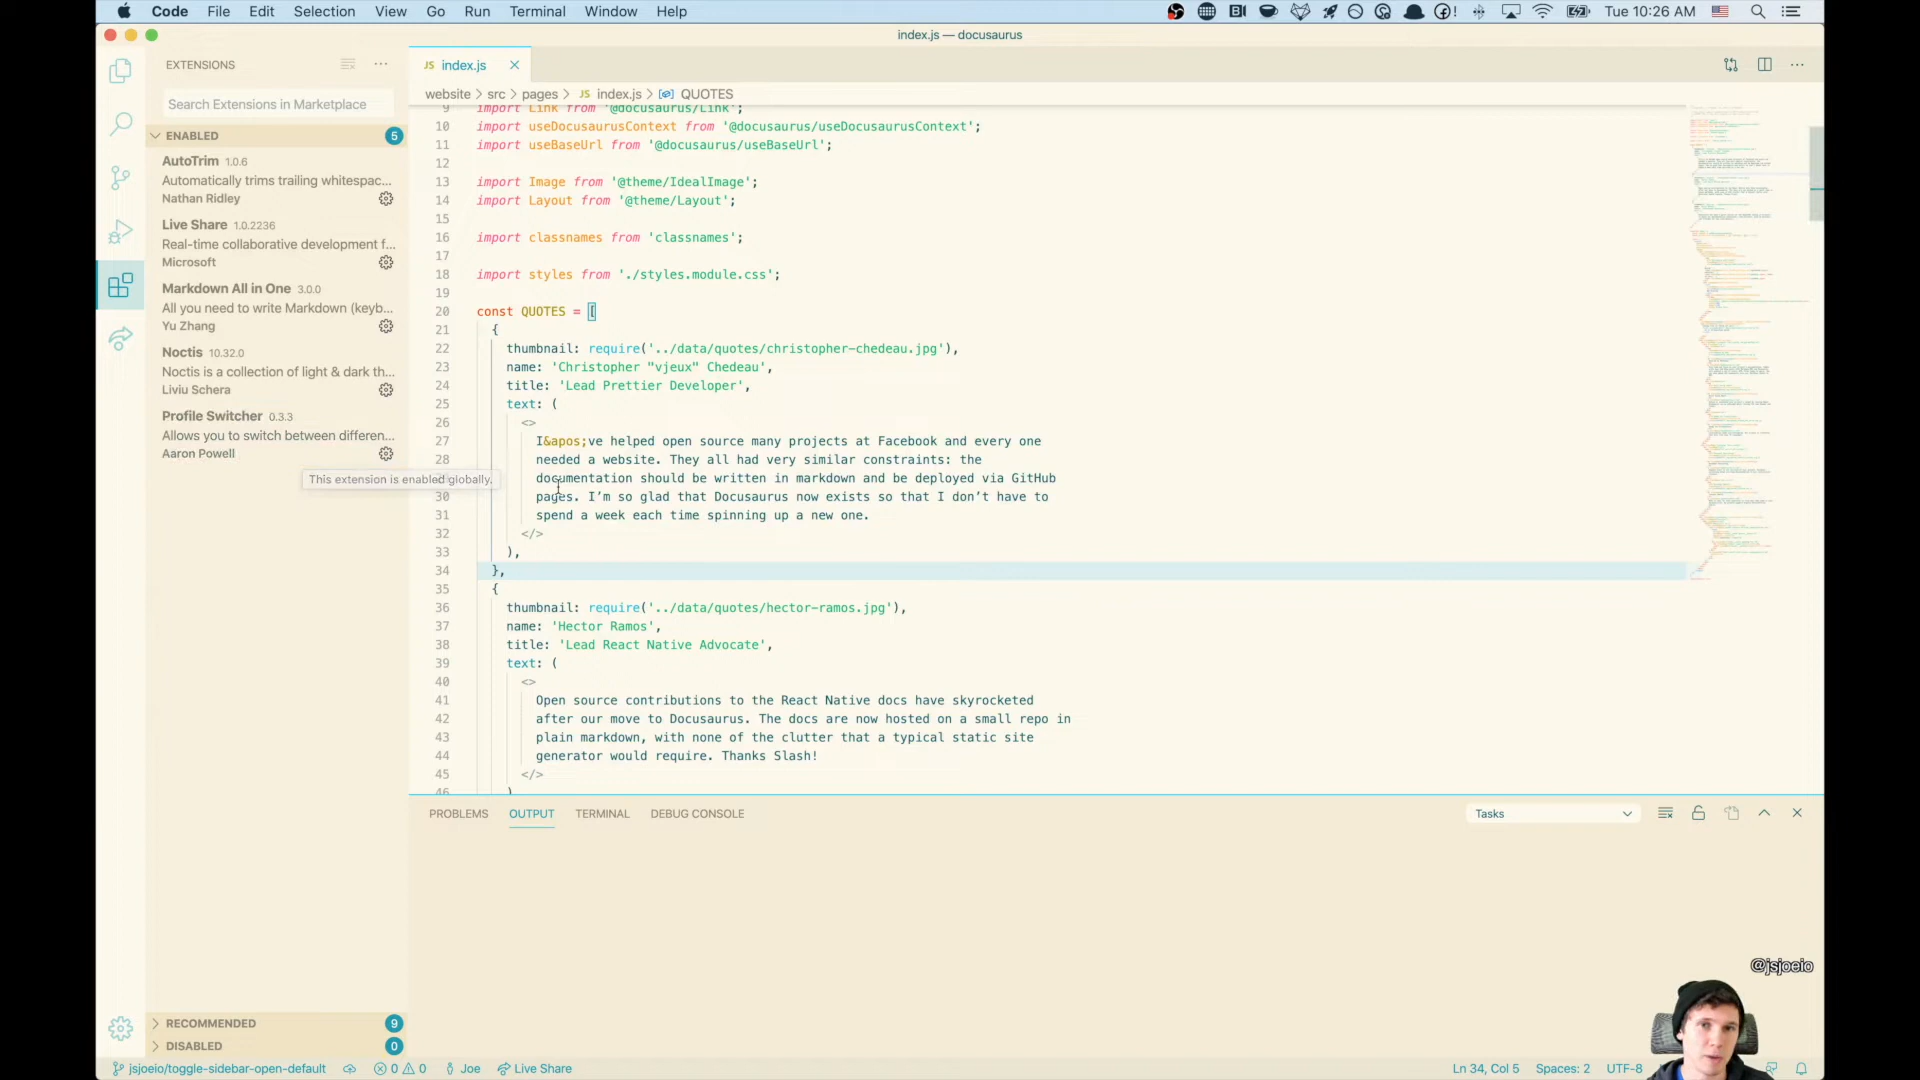 Code File Edit Selection View Go Run Terminal Window Help
Tue 10:26 AM
index.js — docusaurus
EXTENSIONS
Search Extensions in Marketplace
ENABLED 5
AutoTrim 1.0.6
Automatically trims trailing whitespac...
Nathan Ridley
Live Share 1.0.2236
Real-time collaborative development f...
Microsoft
Markdown All in One 3.0.0
All you need to write Markdown (keyb...
Yu Zhang
Noctis 10.32.0
Noctis is a collection of light & dark th...
Liviu Schera
Profile Switcher 0.3.3
Allows you to switch between differen...
Aaron Powell
This extension is enabled globally.
RECOMMENDED 9
DISABLED 0
JS index.js
website > src > pages > JS index.js > QUOTES
9 import Link from '@docusaurus/Link';
10 import useDocusaurusContext from '@docusaurus/useDocusaurusContext';
11 import useBaseUrl from '@docusaurus/useBaseUrl';
12
13 import Image from '@theme/IdealImage';
14 import Layout from '@theme/Layout';
15
16 import classnames from 'classnames';
17
18 import styles from './styles.module.css';
19
20 const QUOTES = [
21 {
22 thumbnail: require('../data/quotes/christopher-chedeau.jpg'),
23 name: 'Christopher "vjeux" Chedeau',
24 title: 'Lead Prettier Developer',
25 text: (
26 <>
27 I&apos;ve helped open source many projects at Facebook and every one
28 needed a website. They all had very similar constraints: the
documentation should be written in markdown and be deployed via GitHub
30 pages. I’m so glad that Docusaurus now exists so that I don’t have to
31 spend a week each time spinning up a new one.
32 </>
33 ),
34 },
35 {
36 thumbnail: require('../data/quotes/hector-ramos.jpg'),
37 name: 'Hector Ramos',
38 title: 'Lead React Native Advocate',
39 text: (
40 <>
41 Open source contributions to the React Native docs have skyrocketed
42 after our move to Docusaurus. The docs are now hosted on a small repo in
43 plain markdown, with none of the clutter that a typical static site
44 generator would require. Thanks Slash!
45 </>
46 )
PROBLEMS OUTPUT TERMINAL DEBUG CONSOLE
Tasks
@jsjoeio
jsjoeio/toggle-sidebar-open-default 0 0 Joe Live Share
Ln 34, Col 5 Spaces: 2 UTF-8